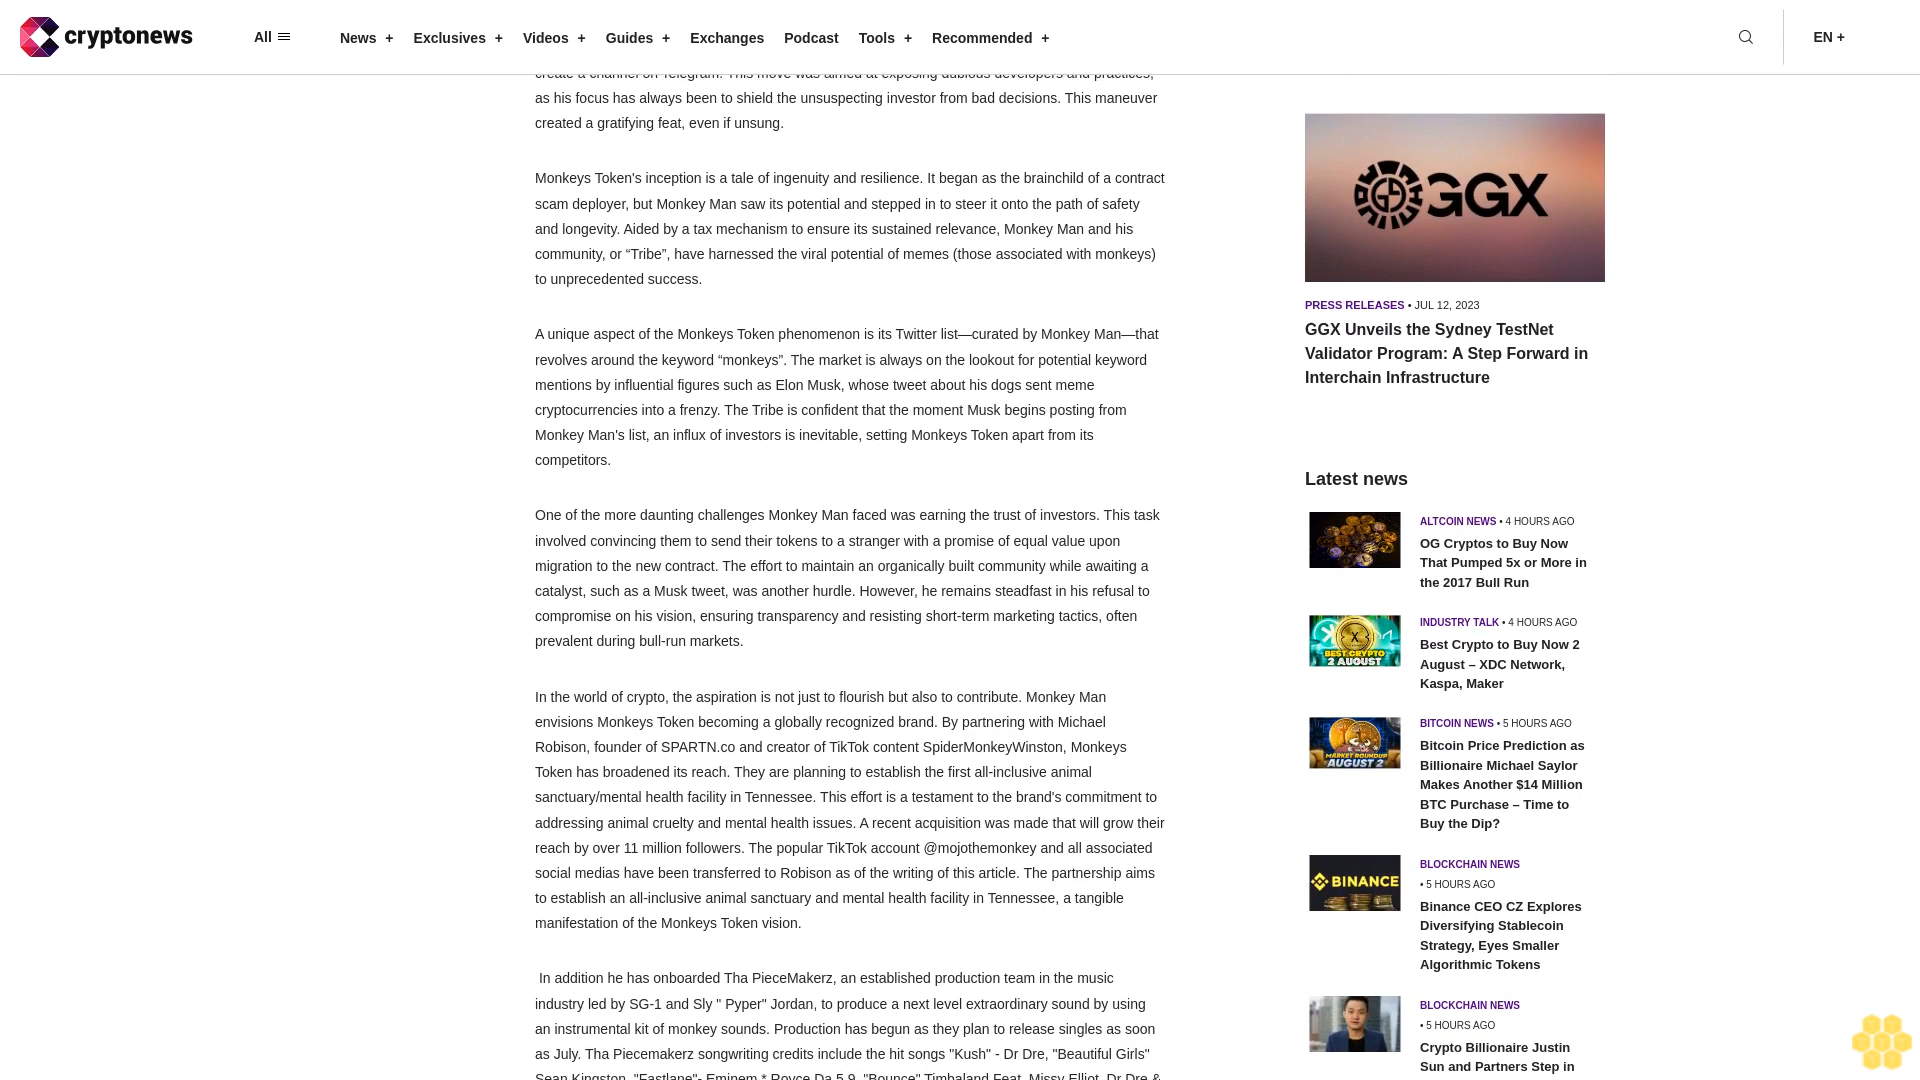 cryptonews
All
News +
Exclusives +
Videos +
Guides +
Exchanges
Podcast
Tools +
Recommended +
EN +
create a channel on Telegram. This move was aimed at exposing dubious developers and practices,
as his focus has always been to shield the unsuspecting investor from bad decisions. This maneuver
created a gratifying feat, even if unsung.
Monkeys Token's inception is a tale of ingenuity and resilience. It began as the brainchild of a contract
scam deployer, but Monkey Man saw its potential and stepped in to steer it onto the path of safety
and longevity. Aided by a tax mechanism to ensure its sustained relevance, Monkey Man and his
community, or “Tribe”, have harnessed the viral potential of memes (those associated with monkeys)
to unprecedented success.
A unique aspect of the Monkeys Token phenomenon is its Twitter list—curated by Monkey Man—that
revolves around the keyword “monkeys”. The market is always on the lookout for potential keyword
mentions by influential figures such as Elon Musk, whose tweet about his dogs sent meme
cryptocurrencies into a frenzy. The Tribe is confident that the moment Musk begins posting from
Monkey Man's list, an influx of investors is inevitable, setting Monkeys Token apart from its
competitors.
One of the more daunting challenges Monkey Man faced was earning the trust of investors. This task
involved convincing them to send their tokens to a stranger with a promise of equal value upon
migration to the new contract. The effort to maintain an organically built community while awaiting a
catalyst, such as a Musk tweet, was another hurdle. However, he remains steadfast in his refusal to
compromise on his vision, ensuring transparency and resisting short-term marketing tactics, often
prevalent during bull-run markets.
In the world of crypto, the aspiration is not just to flourish but also to contribute. Monkey Man
envisions Monkeys Token becoming a globally recognized brand. By partnering with Michael
Robison, founder of SPARTN.co and creator of TikTok content SpiderMonkeyWinston, Monkeys
Token has broadened its reach. They are planning to establish the first all-inclusive animal
sanctuary/mental health facility in Tennessee. This effort is a testament to the brand's commitment to
addressing animal cruelty and mental health issues. A recent acquisition was made that will grow their
reach by over 11 million followers. The popular TikTok account @mojothemonkey and all associated
social medias have been transferred to Robison as of the writing of this article. The partnership aims
to establish an all-inclusive animal sanctuary and mental health facility in Tennessee, a tangible
manifestation of the Monkeys Token vision.
In addition he has onboarded Tha PieceMakerz, an established production team in the music
industry led by SG-1 and Sly " Pyper" Jordan, to produce a next level extraordinary sound by using
an instrumental kit of monkey sounds. Production has begun as they plan to release singles as soon
as July. Tha Piecemakerz songwriting credits include the hit songs "Kush" - Dr Dre, "Beautiful Girls"
Sean Kingston, "Fastlane"- Eminem * Royce Da 5 9, "Bounce" Timbaland Feat. Missy Elliot, Dr Dre &
GGX
PRESS RELEASES • JUL 12, 2023
GGX Unveils the Sydney TestNet
Validator Program: A Step Forward in
Interchain Infrastructure
Latest news
ALTCOIN NEWS • 4 HOURS AGO
OG Cryptos to Buy Now
That Pumped 5x or More in
the 2017 Bull Run
BEST CRYPTO
2 AUGUST
INDUSTRY TALK • 4 HOURS AGO
Best Crypto to Buy Now 2
August – XDC Network,
Kaspa, Maker
MARKET ROUNDUP
AUGUST 2
BITCOIN NEWS • 5 HOURS AGO
Bitcoin Price Prediction as
Billionaire Michael Saylor
Makes Another $14 Million
BTC Purchase – Time to
Buy the Dip?
BINANCE
BLOCKCHAIN NEWS
• 5 HOURS AGO
Binance CEO CZ Explores
Diversifying Stablecoin
Strategy, Eyes Smaller
Algorithmic Tokens
BLOCKCHAIN NEWS
• 5 HOURS AGO
Crypto Billionaire Justin
Sun and Partners Step in